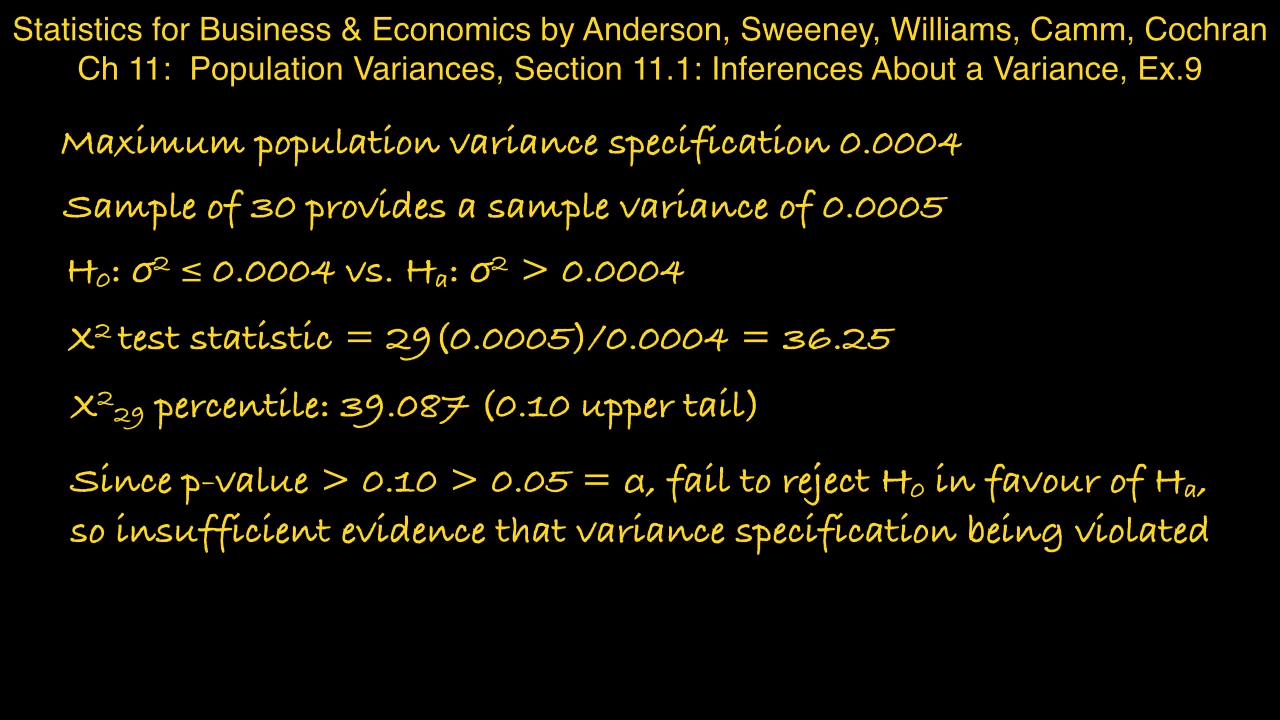 Statistics for Business & Economics by Anderson, Sweeney, Williams, Camm, Cochran
Ch 11:  Population Variances, Section 11.1: Inferences About a Variance, Ex.9
Maximum population variance specification 0.0004
Sample of 30 provides a sample variance of 0.0005
H₀: σ² ≤ 0.0004 vs. Hₐ: σ² > 0.0004
X² test statistic = 29(0.0005)/0.0004 = 36.25
X²₂₉ percentile: 39.087 (0.10 upper tail)
Since p-value > 0.10 > 0.05 = α, fail to reject H₀ in favour of Hₐ,
so insufficient evidence that variance specification being violated